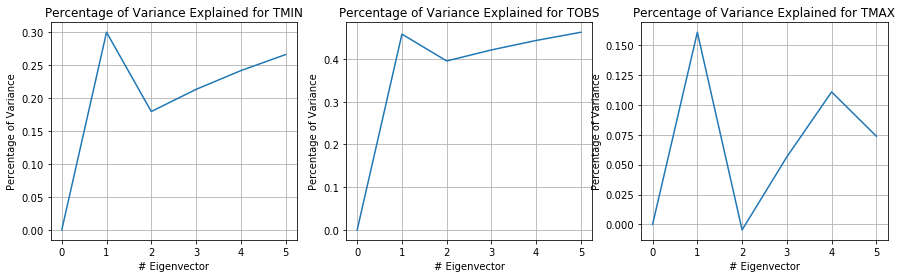 Percentage of Variance Explained for TMIN
Percentage of Variance
0.30
0.25
0.20
0.15
0.10
0.05
0.00
0 1 2 3 4 5
# Eigenvector
Percentage of Variance Explained for TOBS
Percentage of Variance
0.4
0.3
0.2
0.1
0.0
0 1 2 3 4 5
# Eigenvector
Percentage of Variance Explained for TMAX
Percentage of Variance
0.150
0.125
0.100
0.075
0.050
0.025
0.000
0 1 2 3 4 5
# Eigenvector